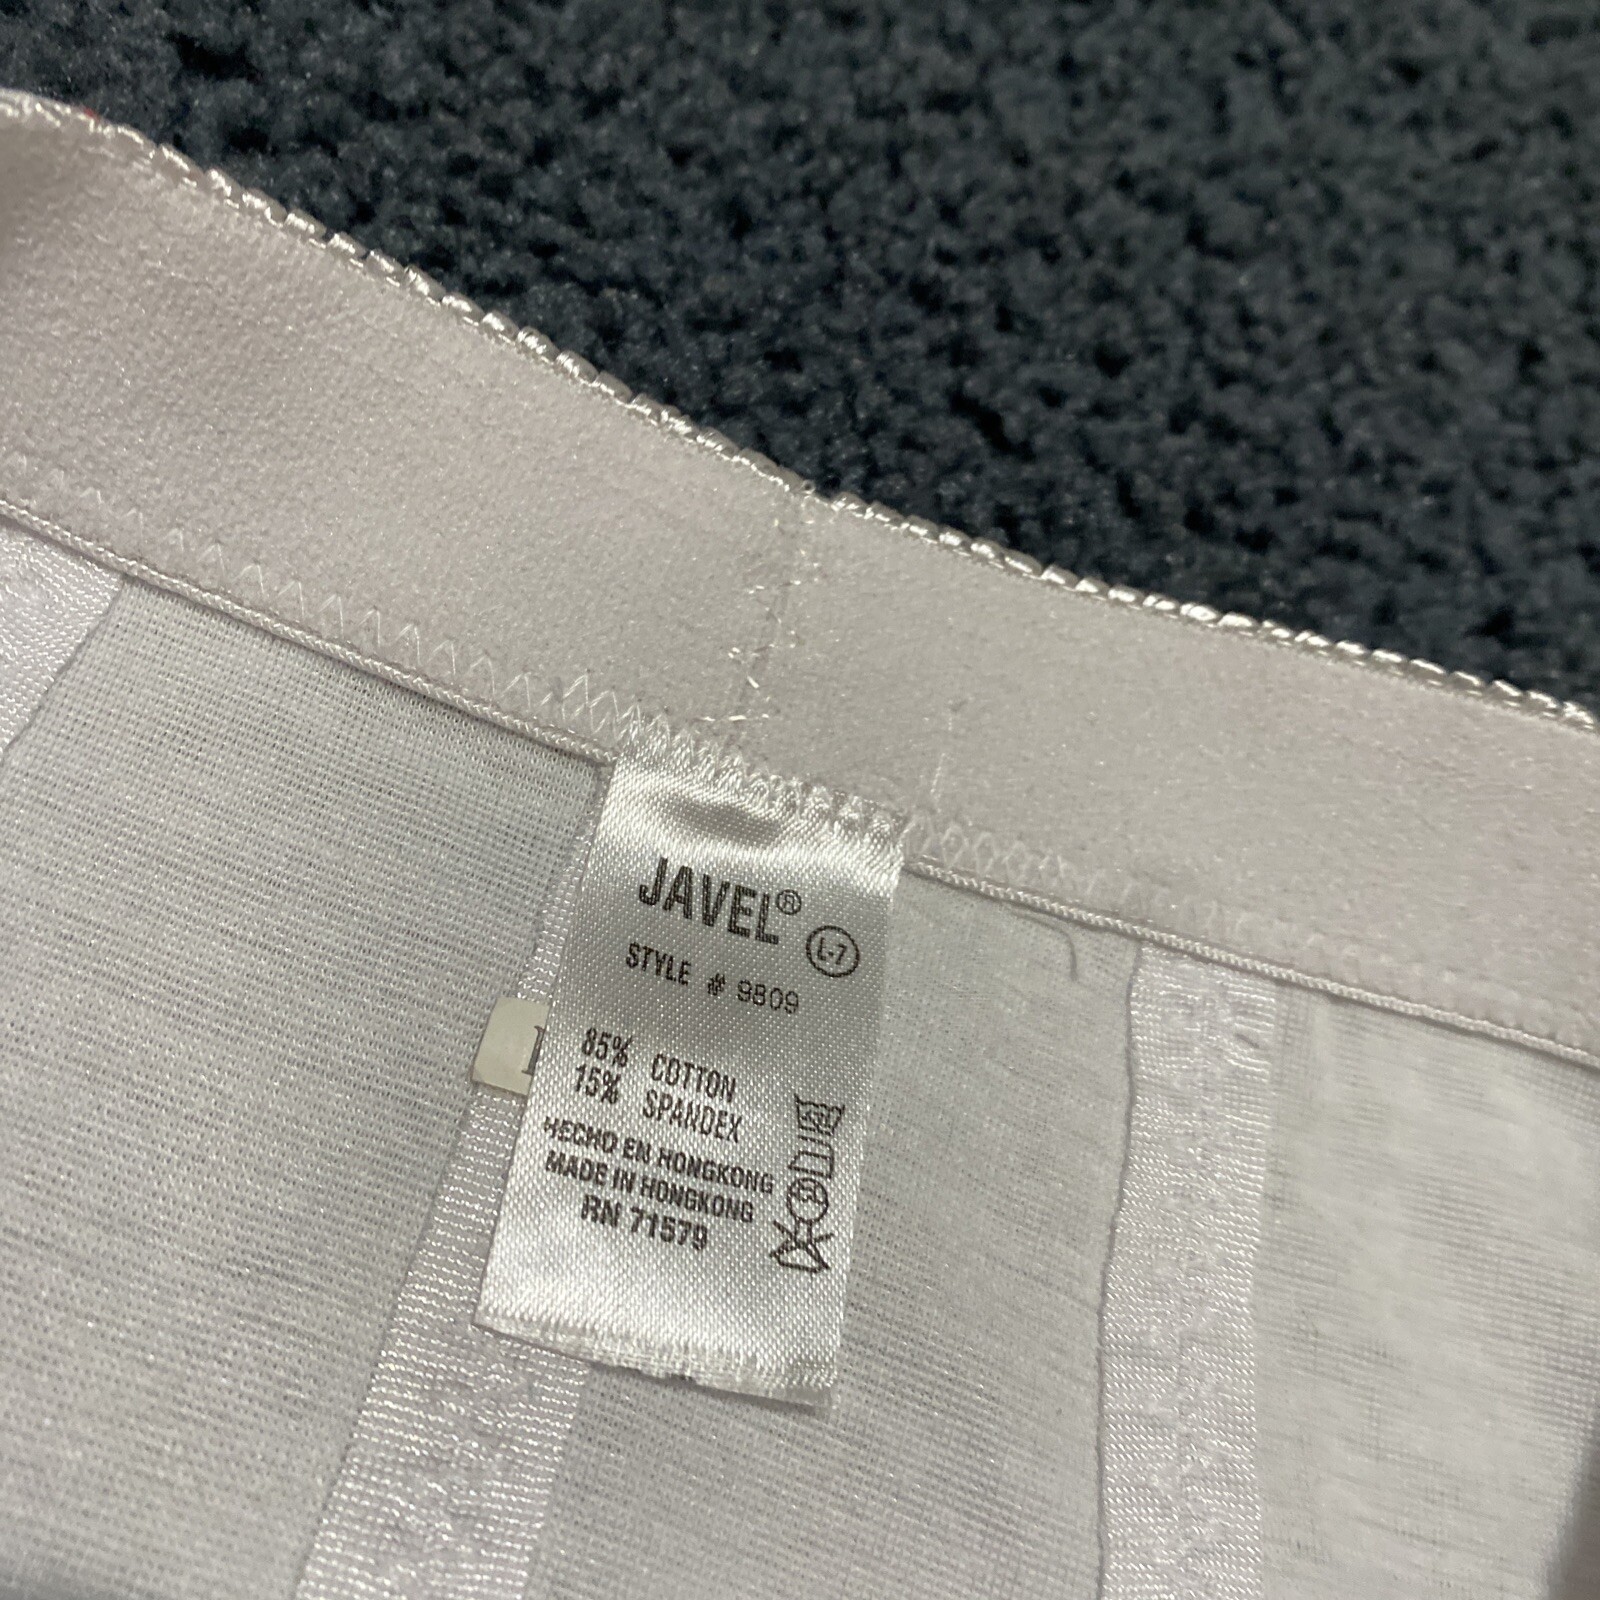 JAVEL®
L-7
STYLE # 9809
85% COTTON
15% SPANDEX
HECHO EN HONGKONG
MADE IN HONGKONG
RN 71579